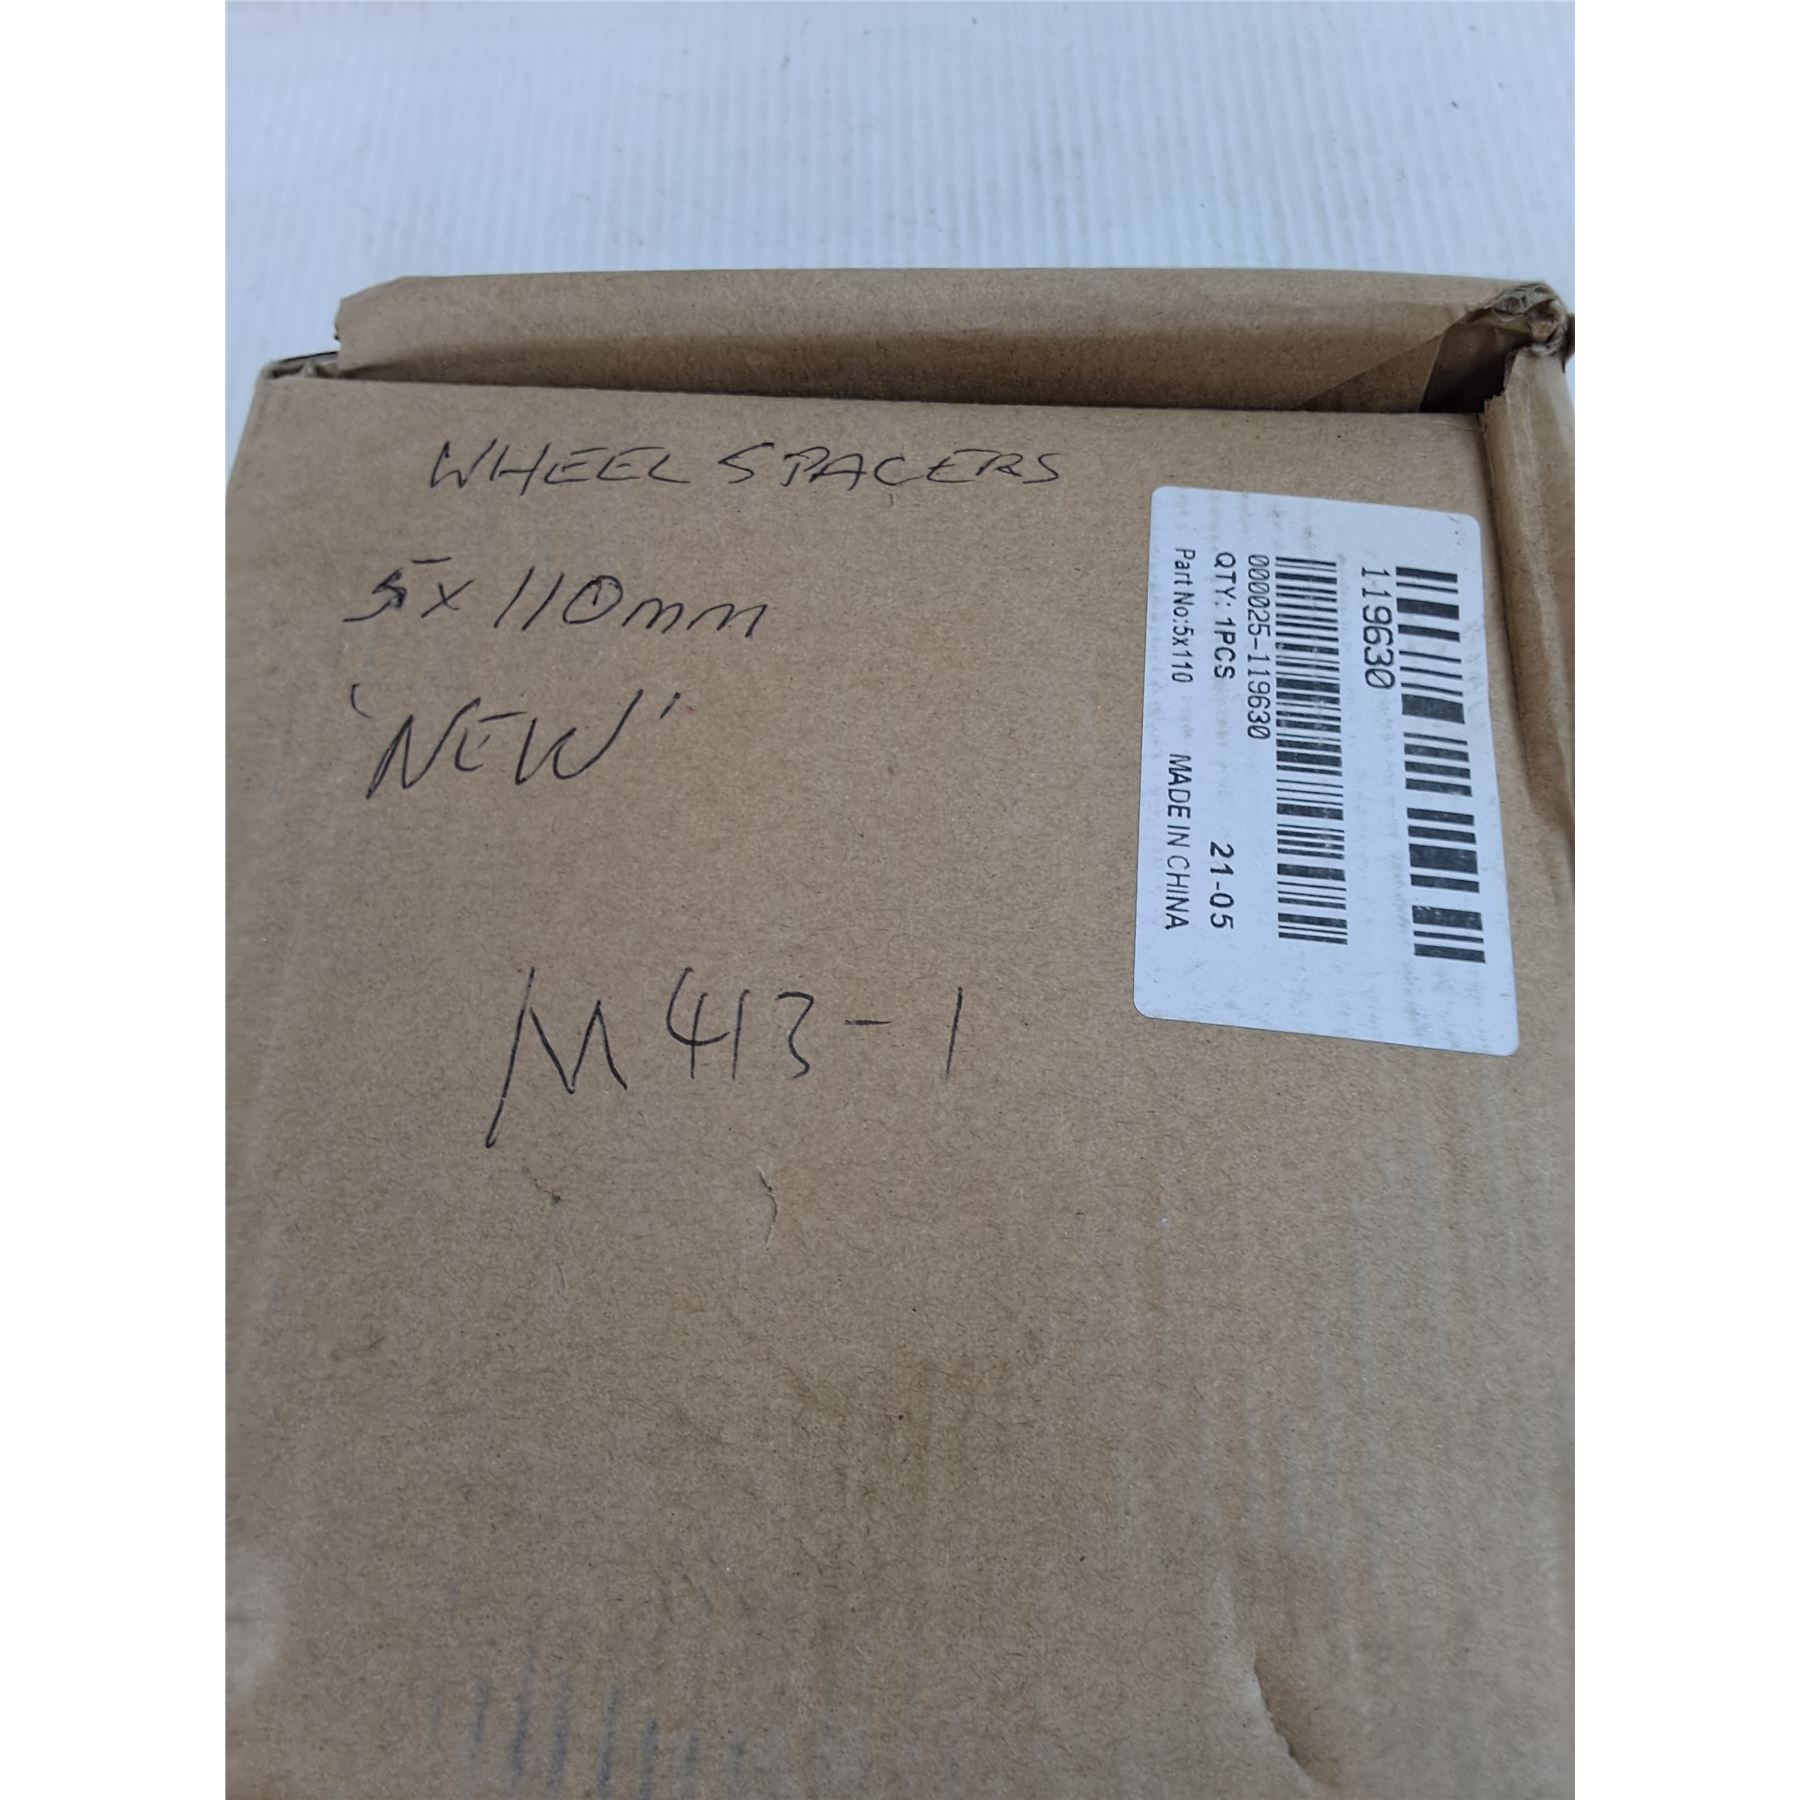 WHEEL SPACERS
5x110mm
'NEW'
M413-1
119630
000025-119630
QTY: 1PCS 21-05
Part No:5x110 MADE IN CHINA